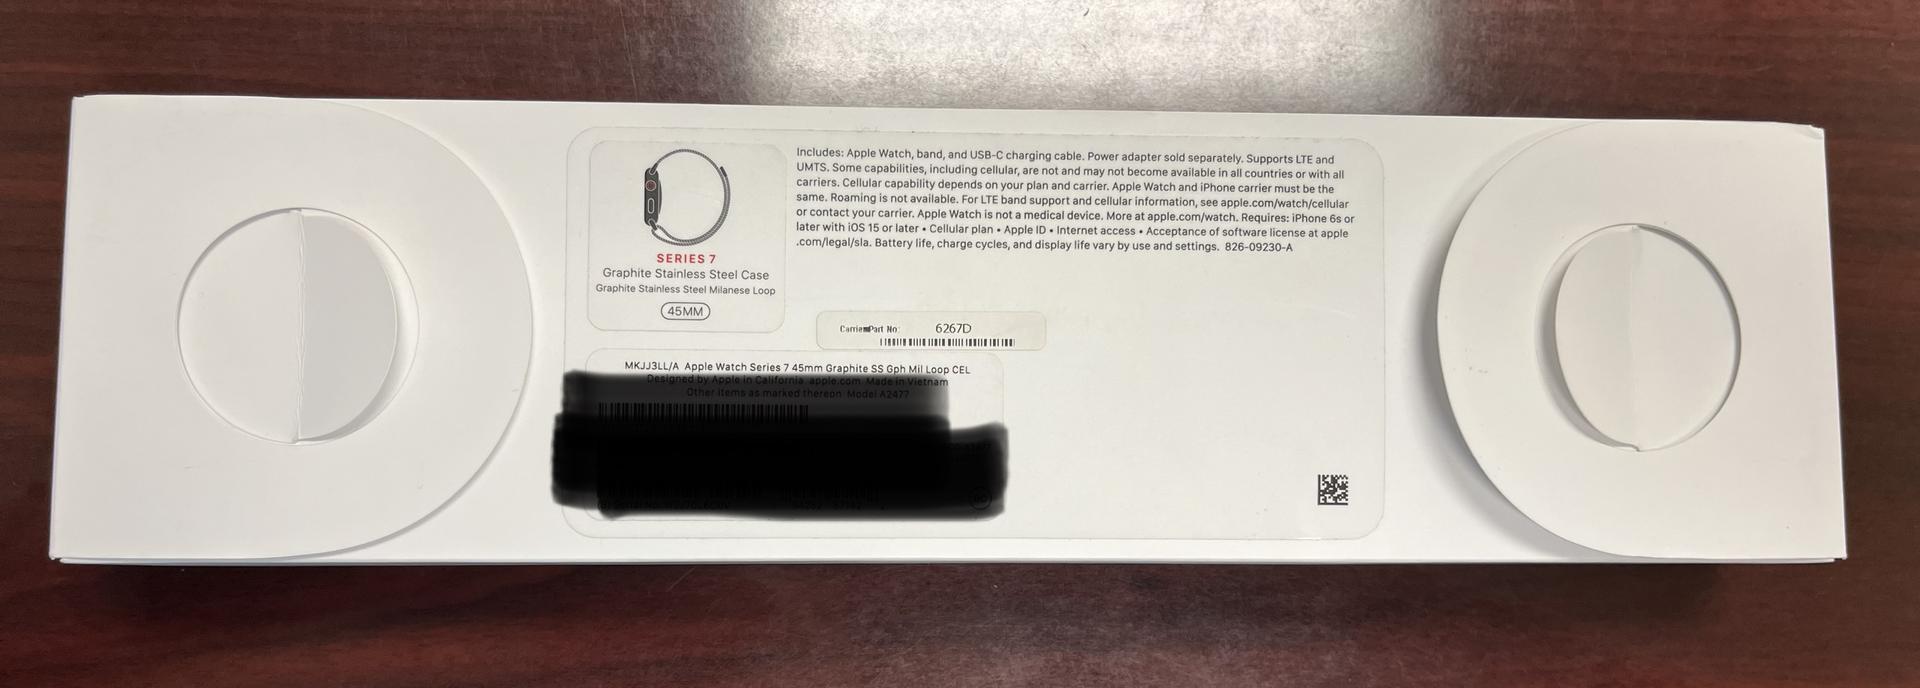 SERIES 7
Graphite Stainless Steel Case
Graphite Stainless Steel Milanese Loop
45MM
Includes: Apple Watch, band, and USB-C charging cable. Power adapter sold separately. Supports LTE and
UMTS. Some capabilities, including cellular, are not and may not become available in all countries or with all
carriers. Cellular capability depends on your plan and carrier. Apple Watch and iPhone carrier must be the
same. Roaming is not available. For LTE band support and cellular information, see apple.com/watch/cellular
or contact your carrier. Apple Watch is not a medical device. More at apple.com/watch. Requires: iPhone 6s or
later with iOS 15 or later • Cellular plan • Apple ID • Internet access • Acceptance of software license at apple
.com/legal/sla. Battery life, charge cycles, and display life vary by use and settings. 826-09230-A
Carrier Part No: 6267D
MKJJ3LL/A Apple Watch Series 7 45mm Graphite SS Gph Mil Loop CEL
Designed by Apple in California apple.com Made in Vietnam
Other items as marked thereon Model A2477